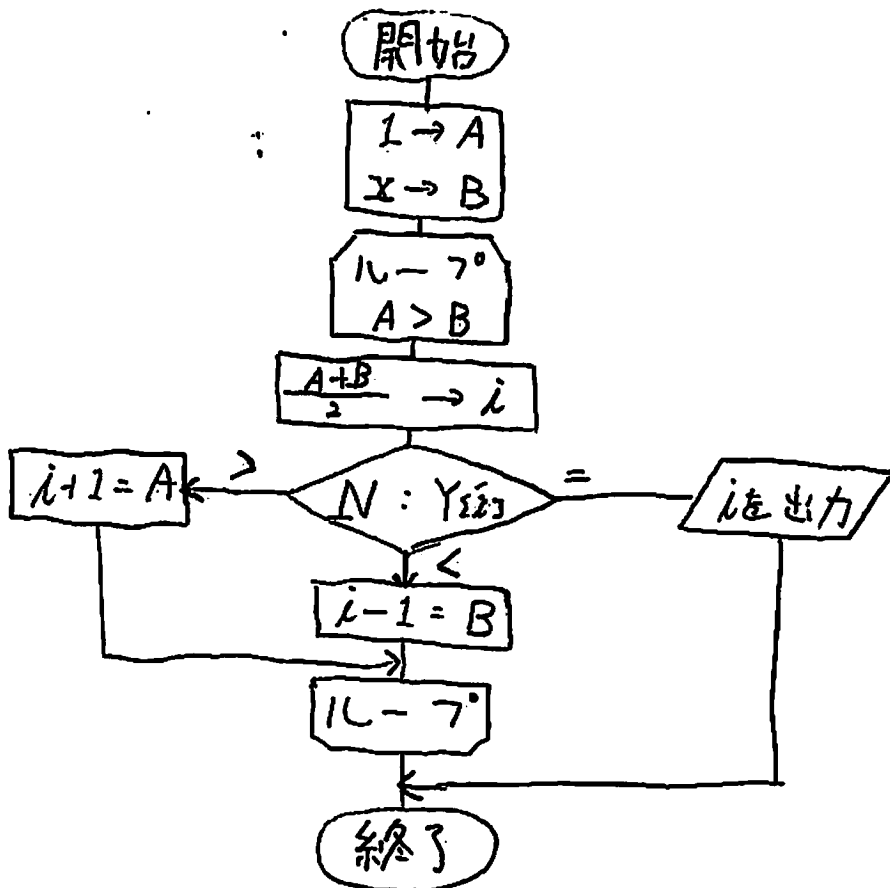 開始
1→A
x→B
ループ
A>B
A+B
2
→i
i+1=A
>
N:Y[i]
=
iを出力
<
i-1=B
ループ
終了